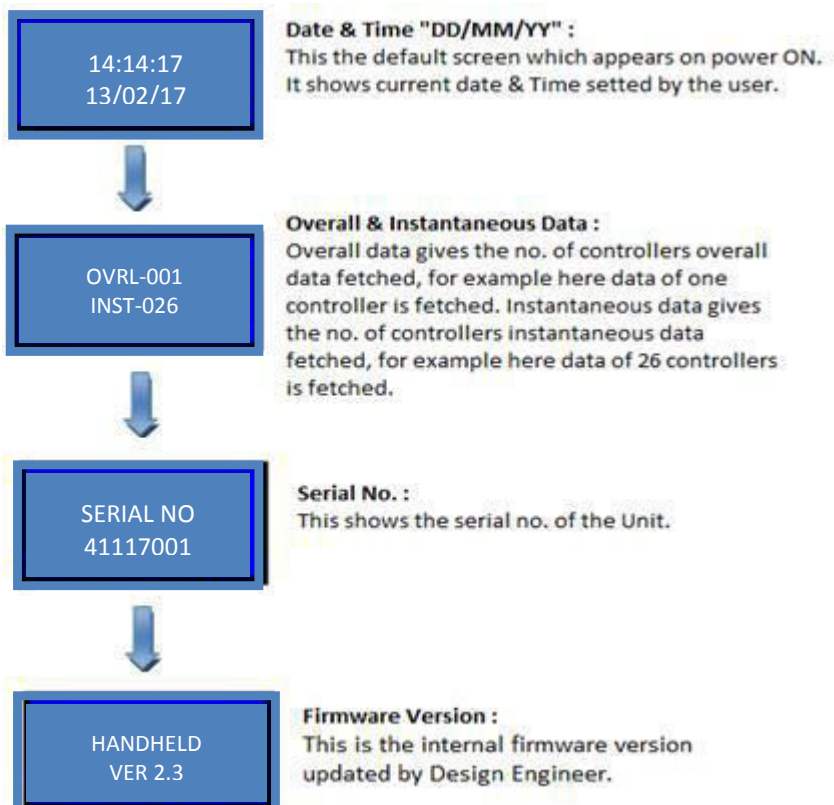 14:14:17
13/02/17
Date & Time "DD/MM/YY" :
This the default screen which appears on power ON.
It shows current date & Time setted by the user.
OVRL-001
INST-026
Overall & Instantaneous Data :
Overall data gives the no. of controllers overall
data fetched, for example here data of one
controller is fetched. Instantaneous data gives
the no. of controllers instantaneous data
fetched, for example here data of 26 controllers
is fetched.
SERIAL NO
41117001
Serial No. :
This shows the serial no. of the Unit.
HANDHELD
VER 2.3
Firmware Version :
This is the internal firmware version
updated by Design Engineer.